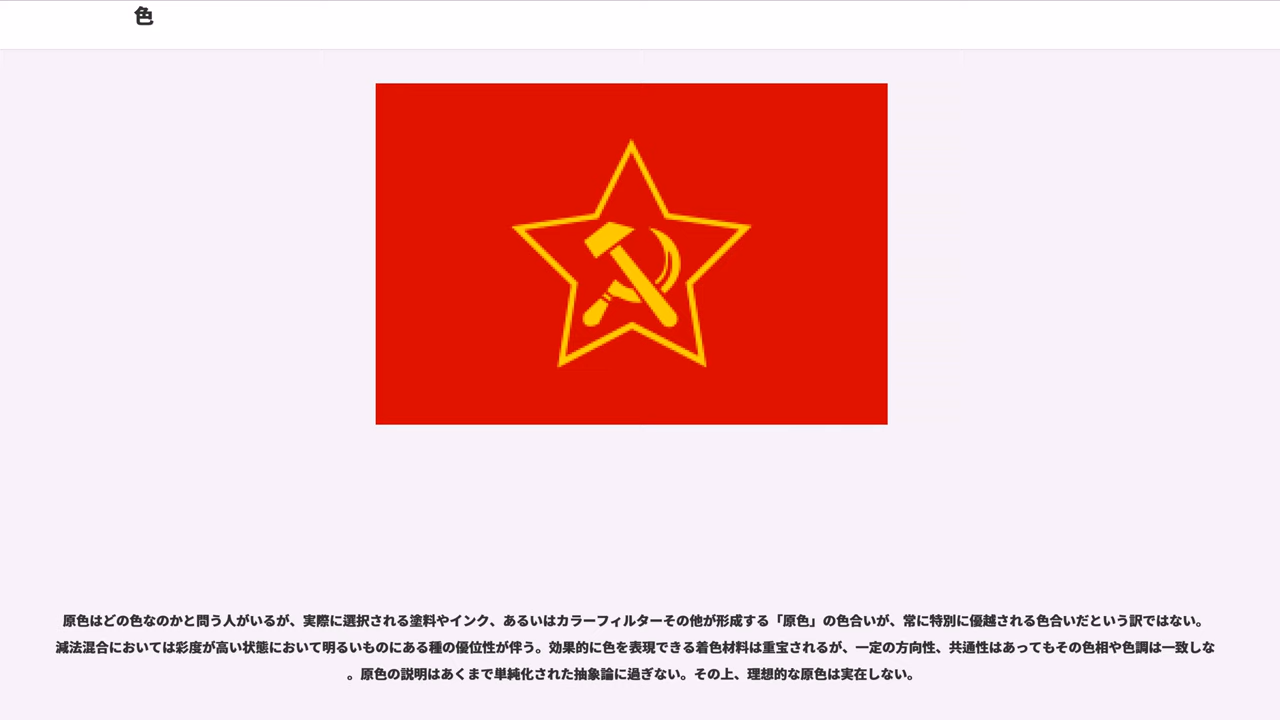 色
原色はどの色なのかと問う人がいるが、実際に選択される塗料やインク、あるいはカラーフィルターその他が形成する「原色」の色合いが、常に特別に優越される色合いだという訳ではない。
減法混合においては彩度が高い状態において明るいものにある種の優位性が伴う。効果的に色を表現できる着色材料は重宝されるが、一定の方向性、共通性はあってもその色相や色調は一致しな
。原色の説明はあくまで単純化された抽象論に過ぎない。その上、理想的な原色は実在しない。